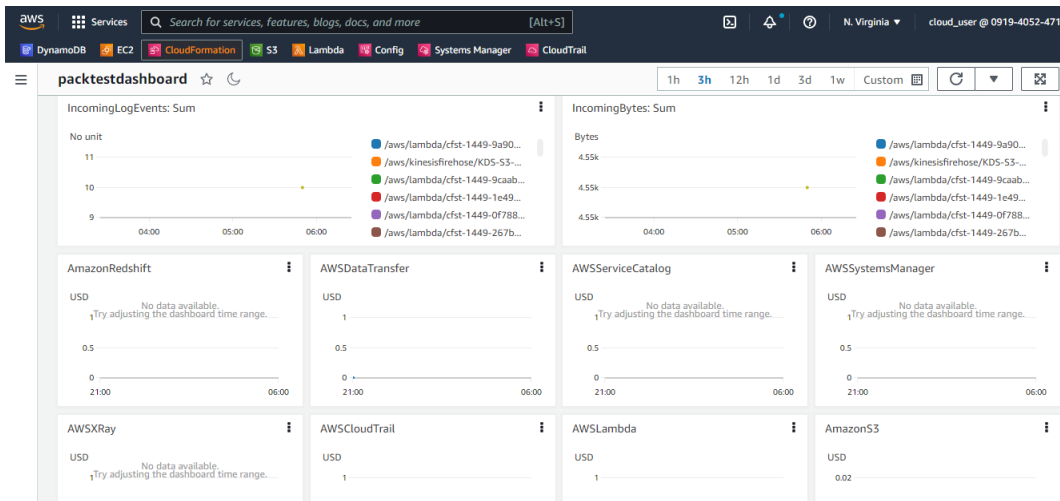 aws Services Search for services, features, blogs, docs, and more [Alt+S] N. Virginia ▼ cloud_user @ 0919-4052-471
DynamoDB EC2 CloudFormation S3 Lambda Config Systems Manager CloudTrail
packtestdashboard 1h 3h 12h 1d 3d 1w Custom
IncomingLogEvents: Sum
No unit
11
10
9
04:00 05:00 06:00
/aws/lambda/cfst-1449-9a90...
/aws/kinesisfirehose/KDS-S3-...
/aws/lambda/cfst-1449-9caab...
/aws/lambda/cfst-1449-1e49...
/aws/lambda/cfst-1449-0f788...
/aws/lambda/cfst-1449-267b...
IncomingBytes: Sum
Bytes
4.55k
4.55k
4.55k
04:00 05:00 06:00
/aws/lambda/cfst-1449-9a90...
/aws/kinesisfirehose/KDS-S3-...
/aws/lambda/cfst-1449-9caab...
/aws/lambda/cfst-1449-1e49...
/aws/lambda/cfst-1449-0f788...
/aws/lambda/cfst-1449-267b...
AmazonRedshift
USD
No data available.
Try adjusting the dashboard time range.
1
0.5
0
21:00 06:00
AWSDataTransfer
USD
1
0.5
0
21:00 06:00
AWSServiceCatalog
USD
No data available.
Try adjusting the dashboard time range.
1
0.5
0
21:00 06:00
AWSSystemsManager
USD
No data available.
Try adjusting the dashboard time range.
1
0.5
0
21:00 06:00
AWSXRay
USD
No data available.
Try adjusting the dashboard time range.
1
AWSCloudTrail
USD
1
AWSLambda
USD
1
AmazonS3
USD
0.02